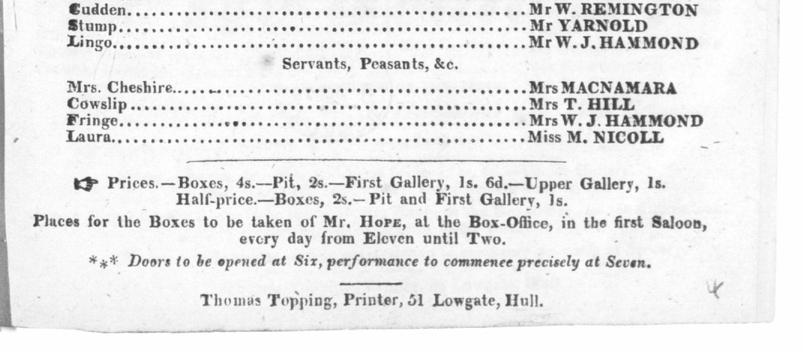 Cudden..........Mr W. REMINGTON
Stump..........Mr YARNOLD
Lingo..........Mr W. J. HAMMOND
Servants, Peasants, &c.
Mrs. Cheshire..........Mrs MACNAMARA
Cowslip..........Mrs T. HILL
Fringe..........Mrs W. J. HAMMOND
Laura..........Miss M. NICOLL
☞ Prices.—Boxes, 4s.—Pit, 2s.—First Gallery, 1s. 6d.—Upper Gallery, 1s.
Half-price.—Boxes, 2s.—Pit and First Gallery, 1s.
Places for the Boxes to be taken of Mr. HOPE, at the Box-Office, in the first Saloon,
every day from Eleven until Two.
*** Doors to be opened at Six, performance to commence precisely at Seven.
Thomas Topping, Printer, 51 Lowgate, Hull.